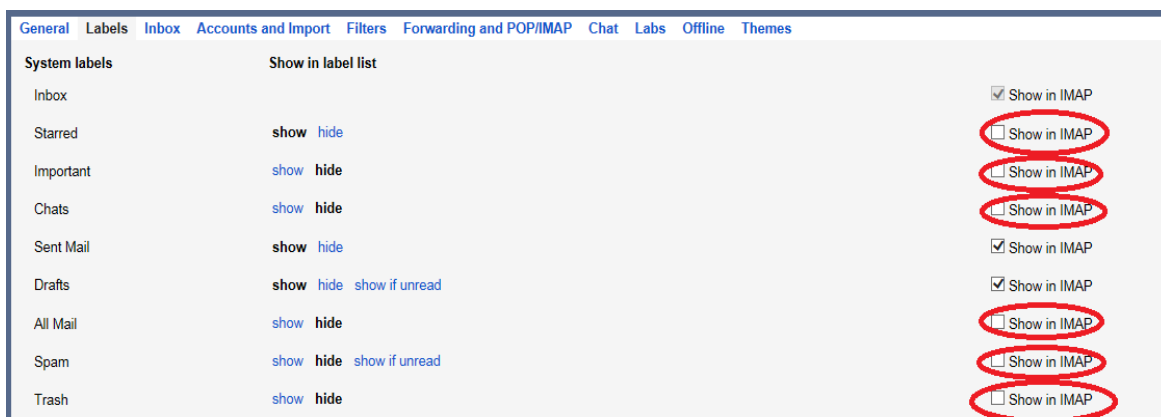 General Labels Inbox Accounts and Import Filters Forwarding and POP/IMAP Chat Labs Offline Themes
System labels Show in label list
Inbox Show in IMAP
Starred show hide Show in IMAP
Important show hide Show in IMAP
Chats show hide Show in IMAP
Sent Mail show hide Show in IMAP
Drafts show hide show if unread Show in IMAP
All Mail show hide Show in IMAP
Spam show hide show if unread Show in IMAP
Trash show hide Show in IMAP